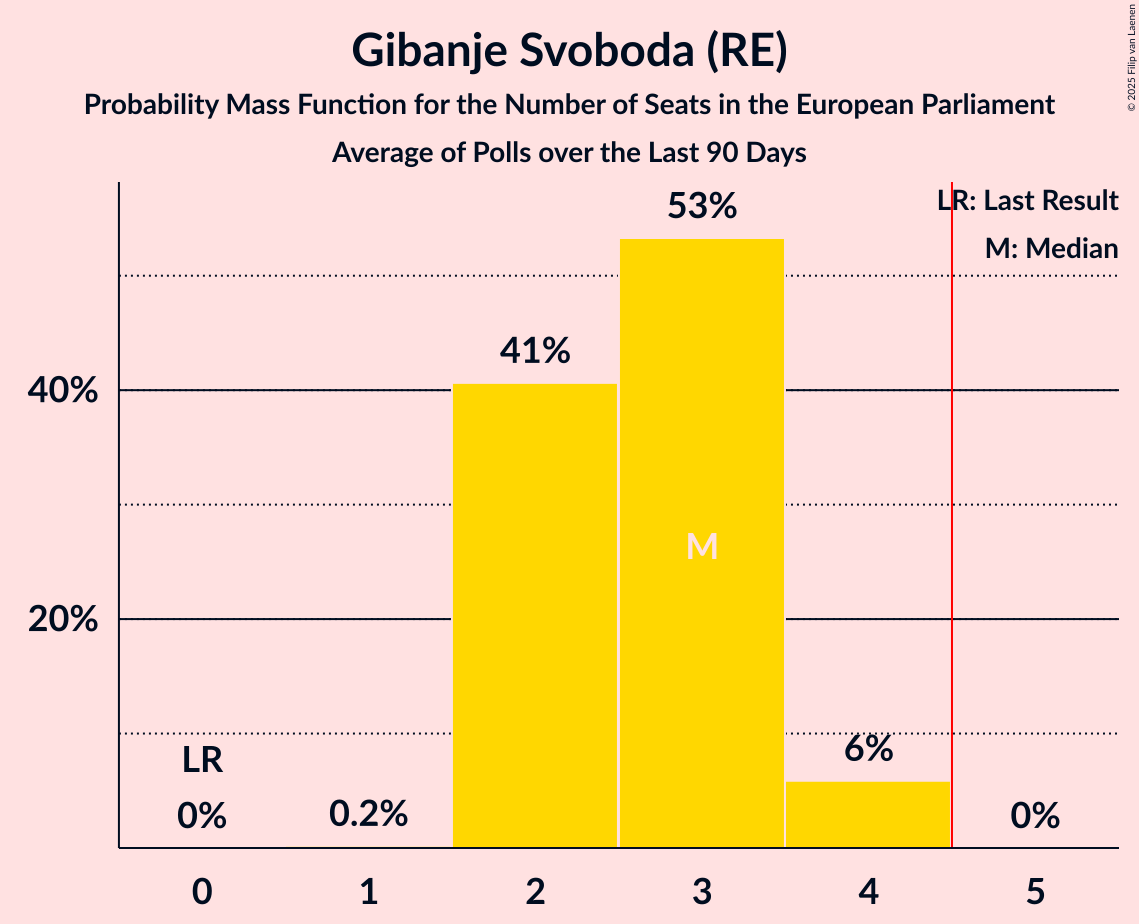 Gibanje Svoboda (RE)
Probability Mass Function for the Number of Seats in the European Parliament
Average of Polls over the Last 90 Days
© 2025 Filip van Laenen
LR: Last Result
M: Median
53%
41%
40%
M
20%
6%
LR
0%
0.2%
0%
0 1 2 3 4 5